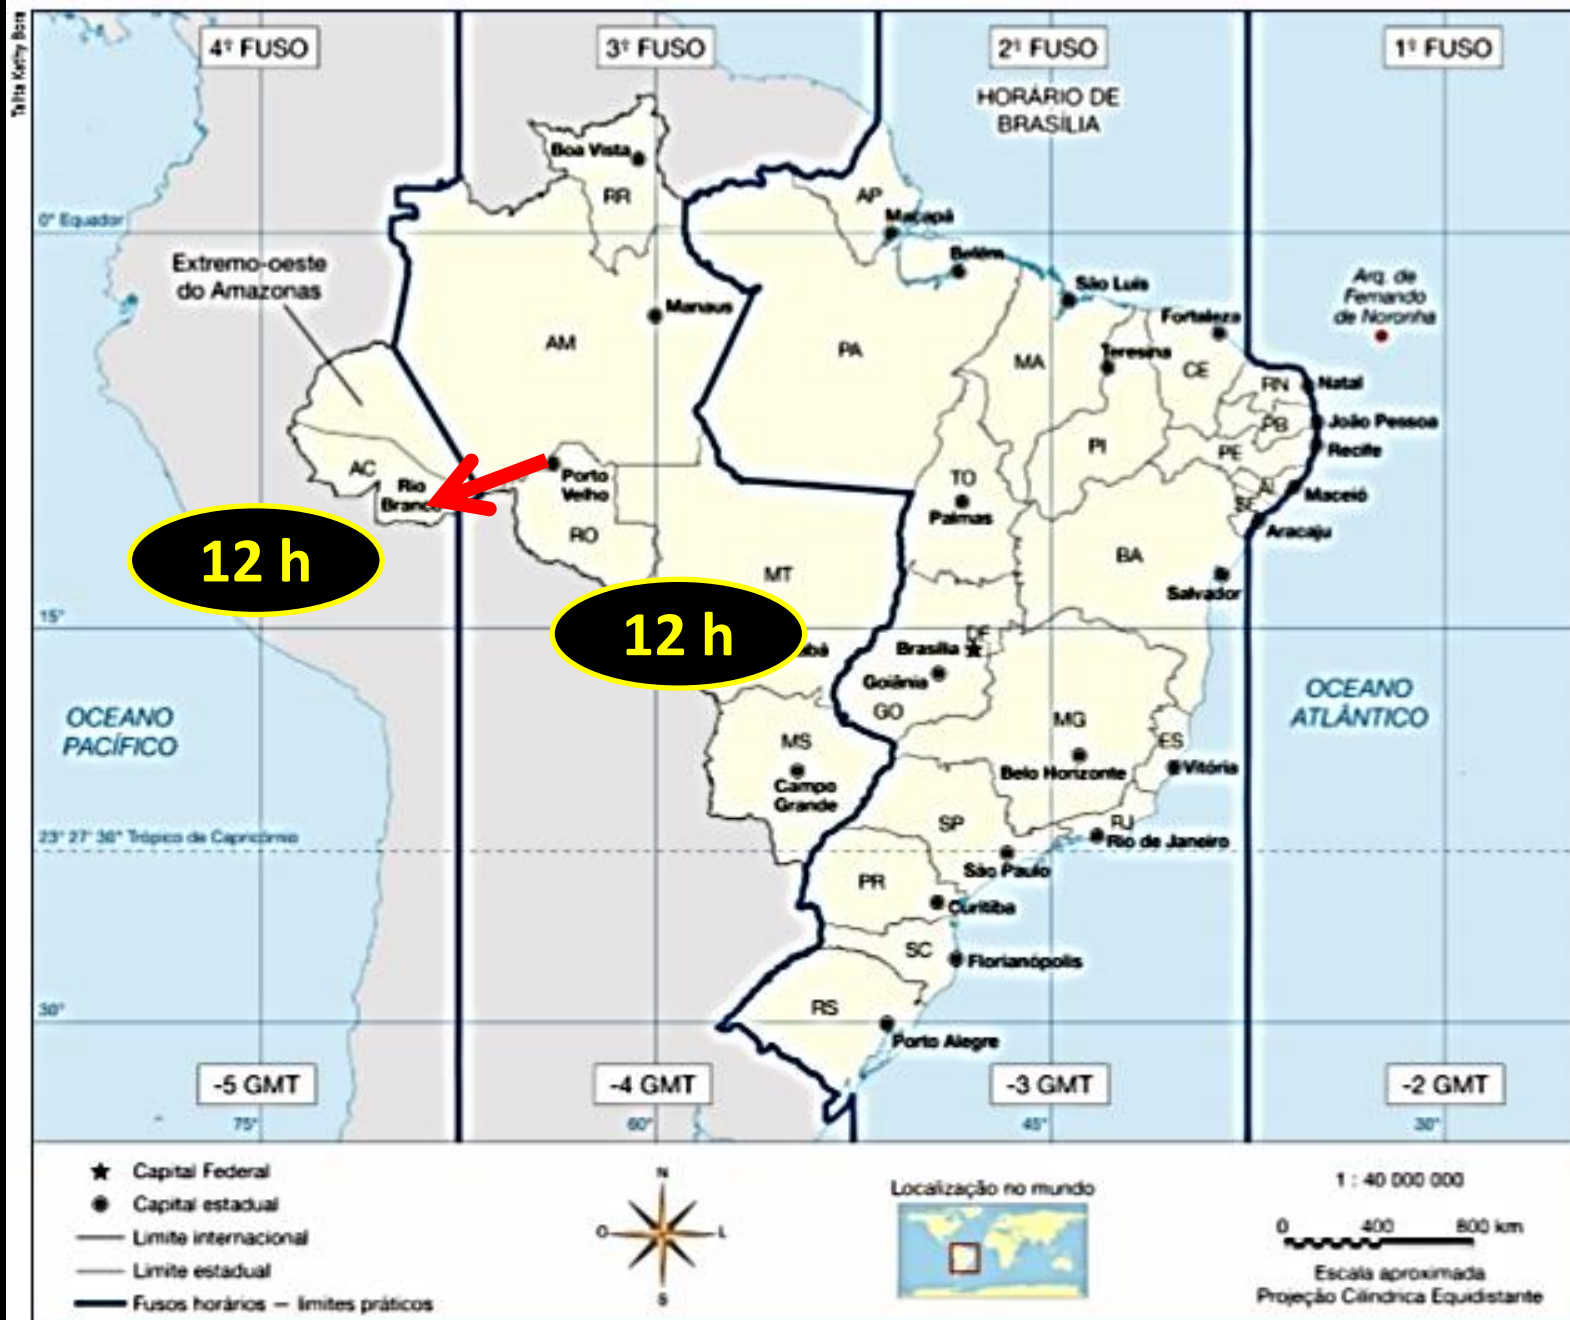 Talita Kathy Bora
4º FUSO
3º FUSO
2º FUSO
1º FUSO
HORÁRIO DE
BRASÍLIA
Boa Vista
RR
AP
Macapá
0° Equador
Extremo-oeste
do Amazonas
Belém
São Luís
Arq. de
Fernando
de Noronha
Manaus
Fortaleza
AM
PA
MA
Teresina
CE
RN
Natal
PB
João Pessoa
PI
PE
Recife
AC
Rio
Branco
Porto
Velho
TO
Palmas
AL
Maceió
SE
Aracaju
RO
BA
12 h
MT
Salvador
15°
12 h
abá
DF
Brasília
Goiânia
GO
OCEANO
PACÍFICO
OCEANO
ATLÂNTICO
MS
Campo
Grande
MG
Belo Horizonte
ES
Vitória
23° 27' 36" Trópico de Capricórnio
SP
RJ
Rio de Janeiro
São Paulo
PR
Curitiba
SC
Florianópolis
30°
RS
Porto Alegre
-5 GMT
-4 GMT
-3 GMT
-2 GMT
75°
60°
45°
30°
Capital Federal
Capital estadual
Limite internacional
Limite estadual
Fusos horários – limites práticos
N
O
L
S
Localização no mundo
1 : 40 000 000
0 400 800 km
Escala aproximada
Projeção Cilíndrica Equidistante